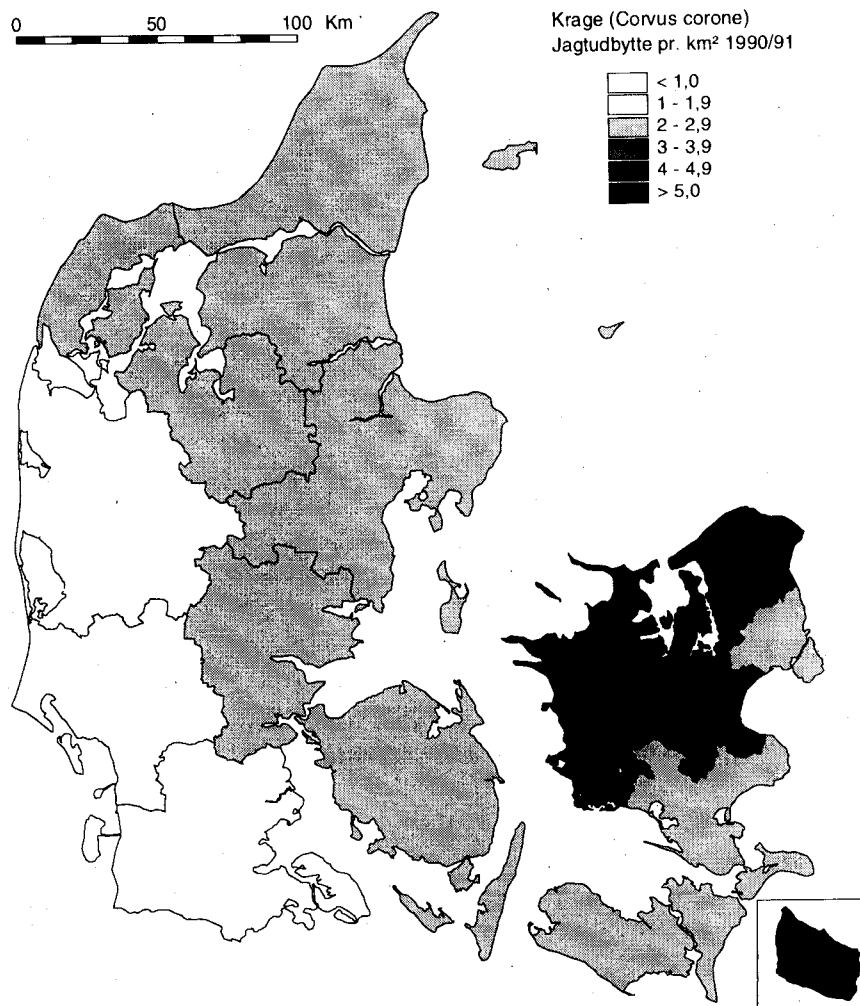 0 50 100 Km
Krage (Corvus corone)
Jagtudbytte pr. km² 1990/91
< 1,0
1 - 1,9
2 - 2,9
3 - 3,9
4 - 4,9
> 5,0